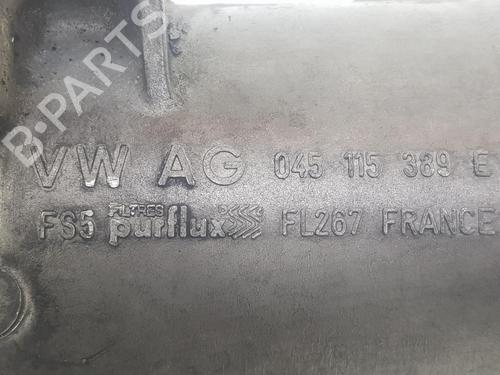 B-PARTS
VW AG 045 115 389 E
FS5 FILTRES purflux FL267 FRANCE